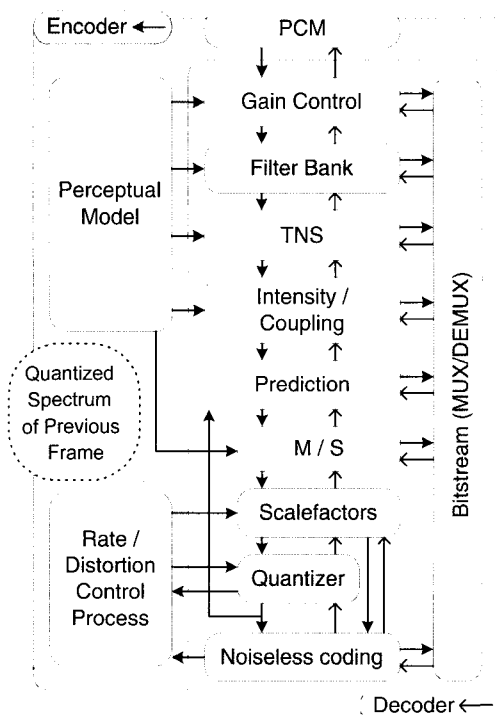 Encoder
PCM
Gain Control
Filter Bank
Perceptual
Model
TNS
Intensity /
Coupling
Quantized
Spectrum
of Previous
Frame
Prediction
M / S
Bitstream (MUX/DEMUX)
Scalefactors
Rate /
Distortion
Control
Process
Quantizer
Noiseless coding
Decoder